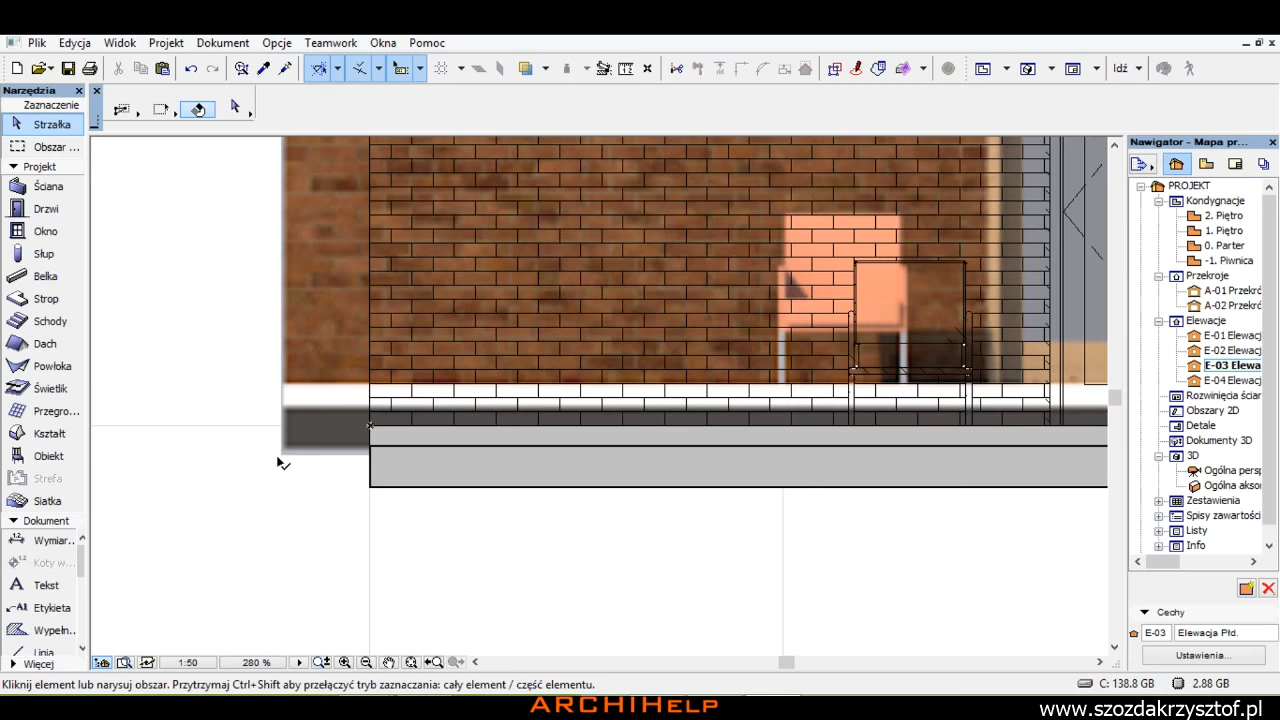 Plik Edycja Widok Projekt Dokument Opcje Teamwork Okna Pomoc
Idź
Narzędzia
Zaznaczenie
Strzałka
Obszar ...
Projekt
Ściana
Drzwi
Okno
Słup
Belka
Strop
Schody
Dach
Powłoka
Świetlik
Przegro...
Kształt
Obiekt
Strefa
Siatka
Dokument
Wymiar...
Koty w...
Tekst
Etykieta
Wypełn...
Linia
Więcej
Nawigator - Mapa pr...
PROJEKT
Kondygnacje
2. Piętro
1. Piętro
0. Parter
-1. Piwnica
Przekroje
A-01 Przekró
A-02 Przekró
Elewacje
E-01 Elewacj
E-02 Elewacj
E-03 Elewa
E-04 Elewacj
Rozwinięcia ściar
Obszary 2D
Detale
Dokumenty 3D
3D
Ogólna persp
Ogólna aksor
Zestawienia
Spisy zawartości
Listy
Info
Cechy
E-03 Elewacja Płd.
Ustawienia...
1:50 280 %
Kliknij element lub narysuj obszar. Przytrzymaj Ctrl+Shift aby przełączyć tryb zaznaczania: cały element / część elementu.
C: 138.8 GB 2.88 GB
ARCHIHELP
www.szozdakrzysztof.pl